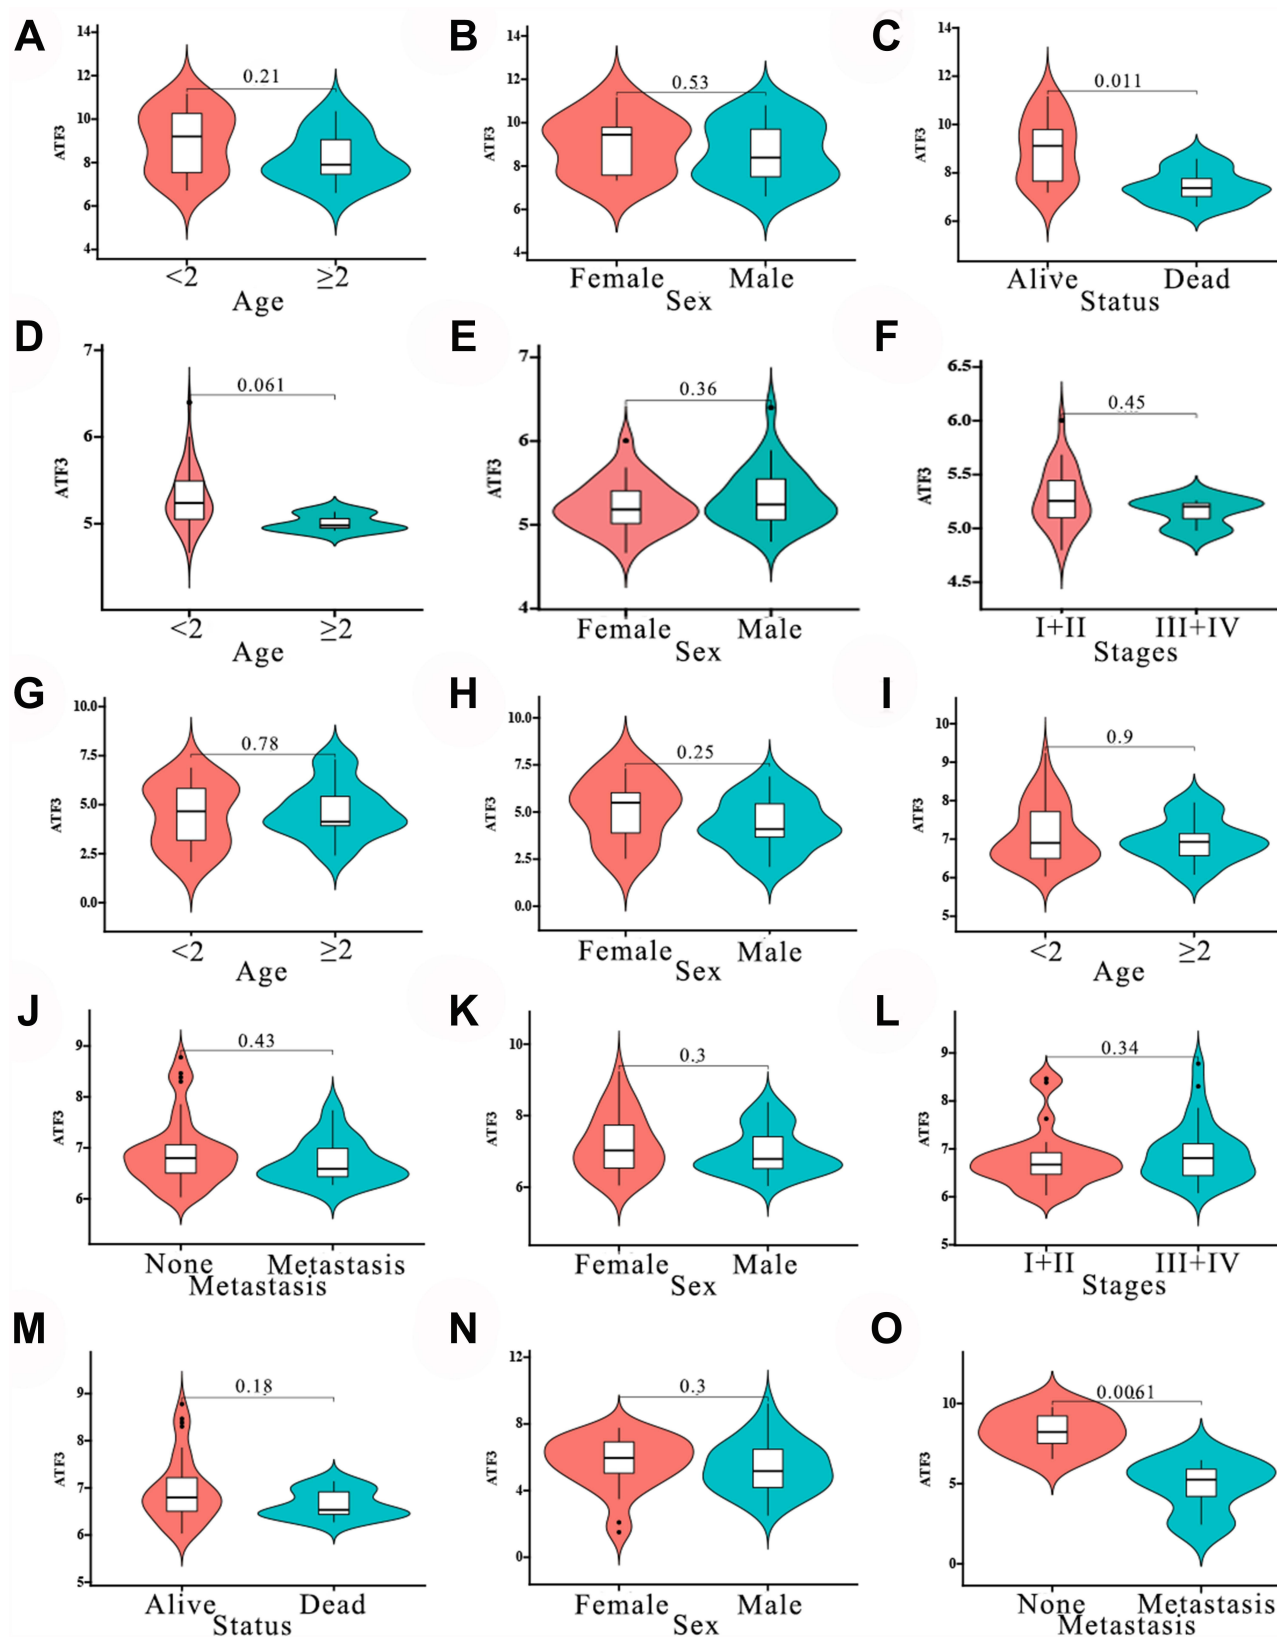 A
14
12
10
8
6
4
ATF3
0.21
<2
≥2
Age
B
14
12
10
8
6
4
ATF3
0.53
Female
Male
Sex
C
14
12
10
8
6
ATF3
0.011
Alive
Dead
Status
D
7
6
5
ATF3
0.061
<2
≥2
Age
E
7
6
5
4
ATF3
0.36
Female
Male
Sex
F
6.5
6.0
5.5
5.0
4.5
ATF3
0.45
I+II
III+IV
Stages
G
10.0
7.5
5.0
2.5
0.0
ATF3
0.78
<2
≥2
Age
H
10.0
7.5
5.0
2.5
0.0
ATF3
0.25
Female
Male
Sex
I
10
9
8
7
6
5
ATF3
0.9
<2
≥2
Age
J
9
8
7
6
ATF3
0.43
None
Metastasis
Metastasis
K
10
8
6
ATF3
0.3
Female
Male
Sex
L
9
8
7
6
5
ATF3
0.34
I+II
III+IV
Stages
M
9
8
7
6
5
ATF3
0.18
Alive
Dead
Status
N
12
8
4
0
ATF3
0.3
Female
Male
Sex
O
10
5
0
ATF3
0.0061
None
Metastasis
Metastasis